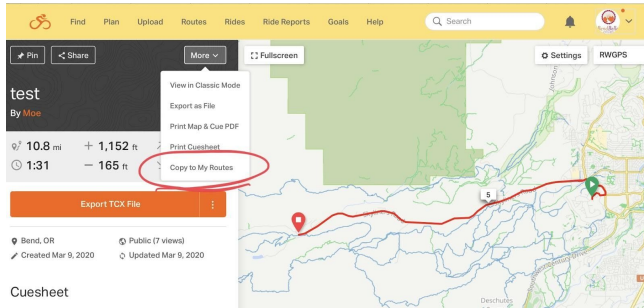 Find Plan Upload Routes Rides Ride Reports Goals Help Search
Pin Share More Fullscreen Settings RWGPS
View in Classic Mode
Export as File
Print Map & Cue PDF
Print Cuesheet
Copy to My Routes
test
By Moe
10.8 mi + 1,152 ft
1:31 − 165 ft
Export TCX File
Bend, OR Public (7 views)
Created Mar 9, 2020 Updated Mar 9, 2020
Cuesheet
5
Deschutes